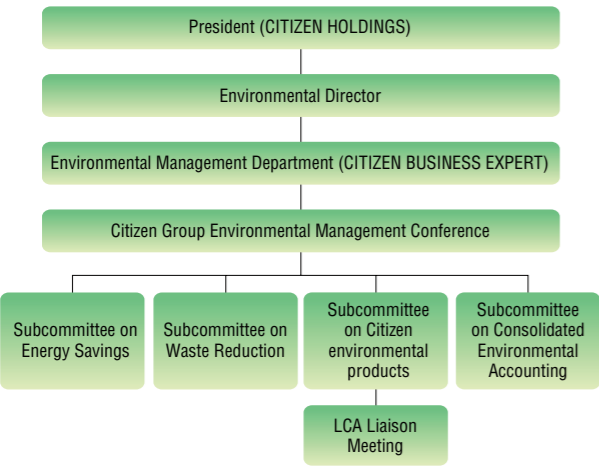 President (CITIZEN HOLDINGS)
Environmental Director
Environmental Management Department (CITIZEN BUSINESS EXPERT)
Citizen Group Environmental Management Conference
Subcommittee on
Energy Savings
Subcommittee on
Waste Reduction
Subcommittee
on Citizen
environmental
products
Subcommittee
on Consolidated
Environmental
Accounting
LCA Liaison
Meeting